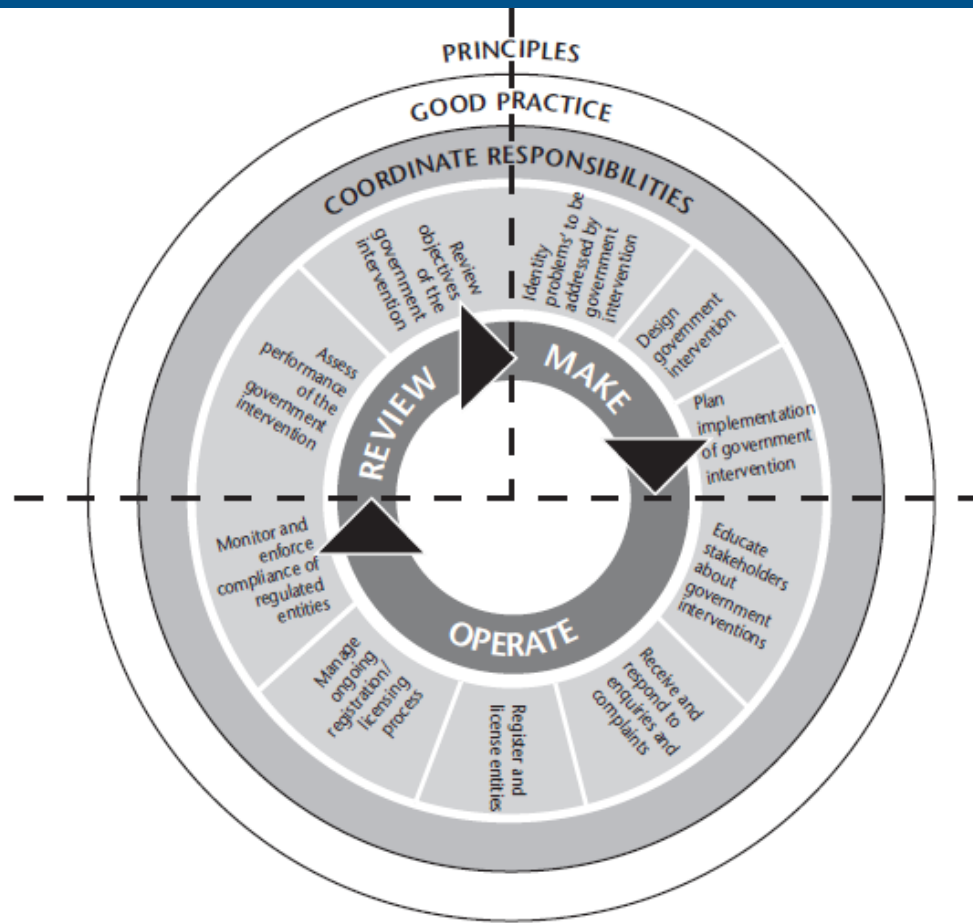 PRINCIPLES
GOOD PRACTICE
COORDINATE RESPONSIBILITIES
Identity
problems' to be
addressed by
government
intervention
Design
government
intervention
Plan
implementation
of government
intervention
Educate
stakeholders
about
government
interventions
Receive and
respond to
enquiries and
complaints
Register and
license entities
Manage
ongoing
registration/
licensing
process
Monitor and
enforce
compliance of
regulated
entities
Assess
performance
of the
government
intervention
Review
objectives
of the
government
intervention
MAKE
OPERATE
REVIEW